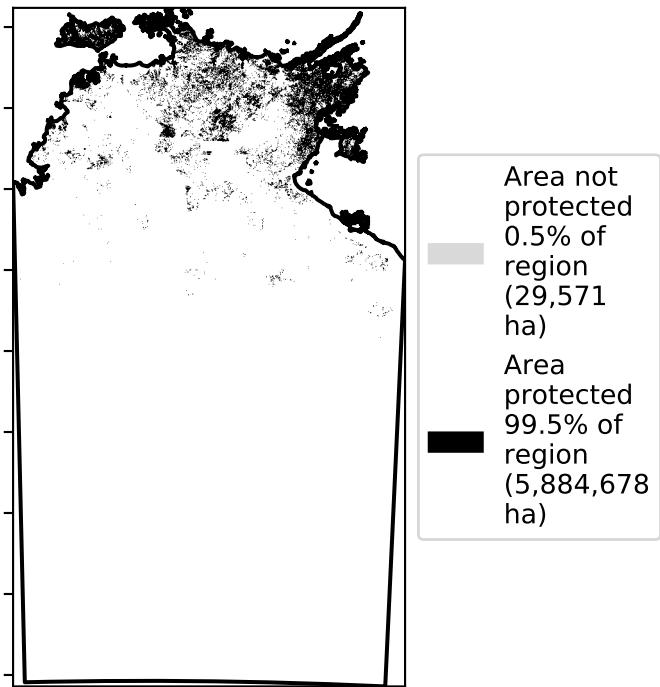 Area not
protected
0.5% of
region
(29,571
ha)
Area
protected
99.5% of
region
(5,884,678
ha)